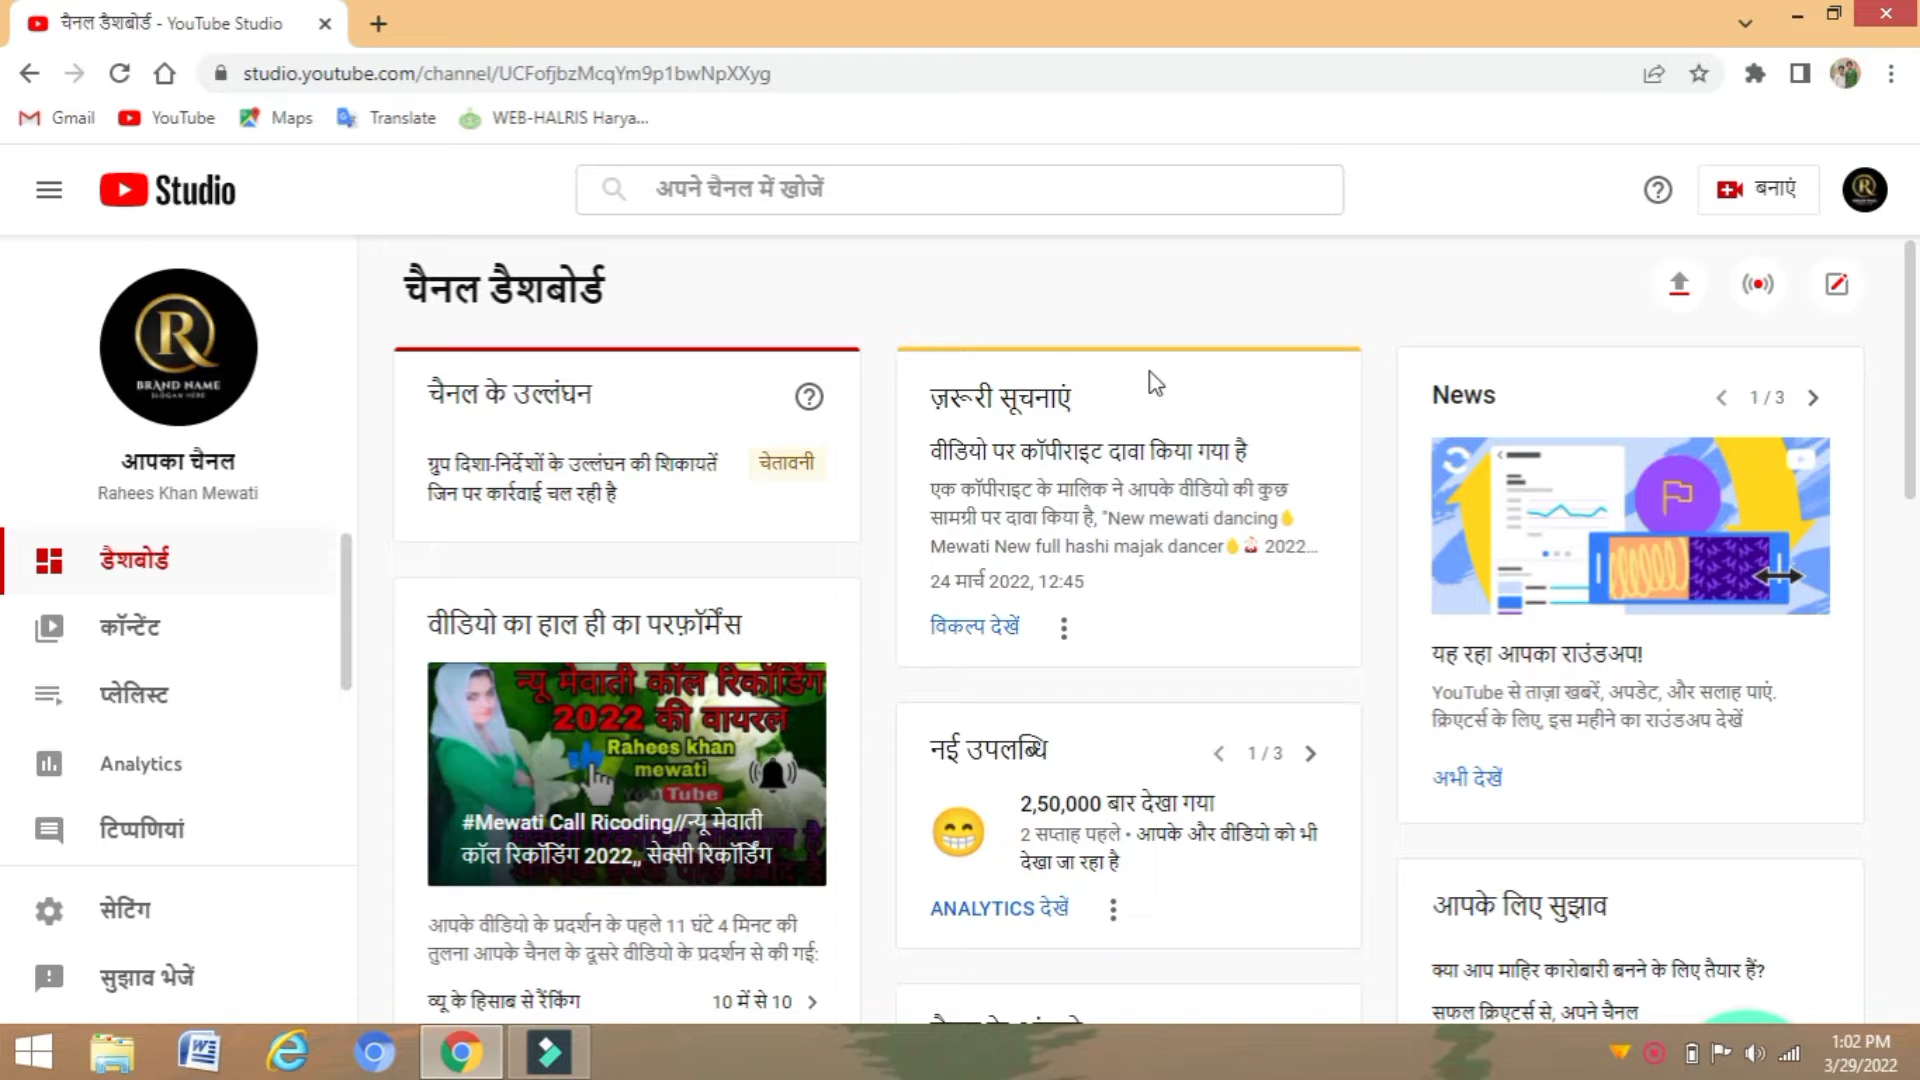 चैनल डैशबोर्ड - YouTube Studio
studio.youtube.com/channel/UCFofjbzMcqYm9p1bwNpXXyg
Gmail
YouTube
Maps
Translate
WEB-HALRIS Harya...
Studio
अपने चैनल में खोजें
बनाएं
R
BRAND NAME
SLOGAN HERE
आपका चैनल
Rahees Khan Mewati
डैशबोर्ड
कॉन्टेंट
प्लेलिस्ट
Analytics
टिप्पणियां
सेटिंग
सुझाव भेजें
चैनल डैशबोर्ड
चैनल के उल्लंघन
ग्रुप दिशा-निर्देशों के उल्लंघन की शिकायतें
जिन पर कार्रवाई चल रही है
चेतावनी
वीडियो का हाल ही का परफ़ॉर्मेंस
न्यू मेवाती कॉल रिकॉर्डिंग
2022 की वायरल
Rahees khan
mewati
You Tube
#Mewati Call Ricoding//न्यू मेवाती
कॉल रिकॉर्डिंग 2022,, सेक्सी रिकॉर्डिंग
आपके वीडियो के प्रदर्शन के पहले 11 घंटे 4 मिनट की
तुलना आपके चैनल के दूसरे वीडियो के प्रदर्शन से की गई:
व्यू के हिसाब से रैंकिंग
10 में से 10
ज़रूरी सूचनाएं
वीडियो पर कॉपीराइट दावा किया गया है
एक कॉपीराइट के मालिक ने आपके वीडियो की कुछ
सामग्री पर दावा किया है, "New mewati dancing
Mewati New full hashi majak dancer 2022...
24 मार्च 2022, 12:45
विकल्प देखें
नई उपलब्धि
1 / 3
2,50,000 बार देखा गया
2 सप्ताह पहले • आपके और वीडियो को भी
देखा जा रहा है
ANALYTICS देखें
News
1 / 3
यह रहा आपका राउंडअप!
YouTube से ताज़ा खबरें, अपडेट, और सलाह पाएं.
क्रिएटर्स के लिए, इस महीने का राउंडअप देखें
अभी देखें
आपके लिए सुझाव
क्या आप माहिर कारोबारी बनने के लिए तैयार हैं?
सफल क्रिएटर्स से, अपने चैनल
1:02 PM
3/29/2022